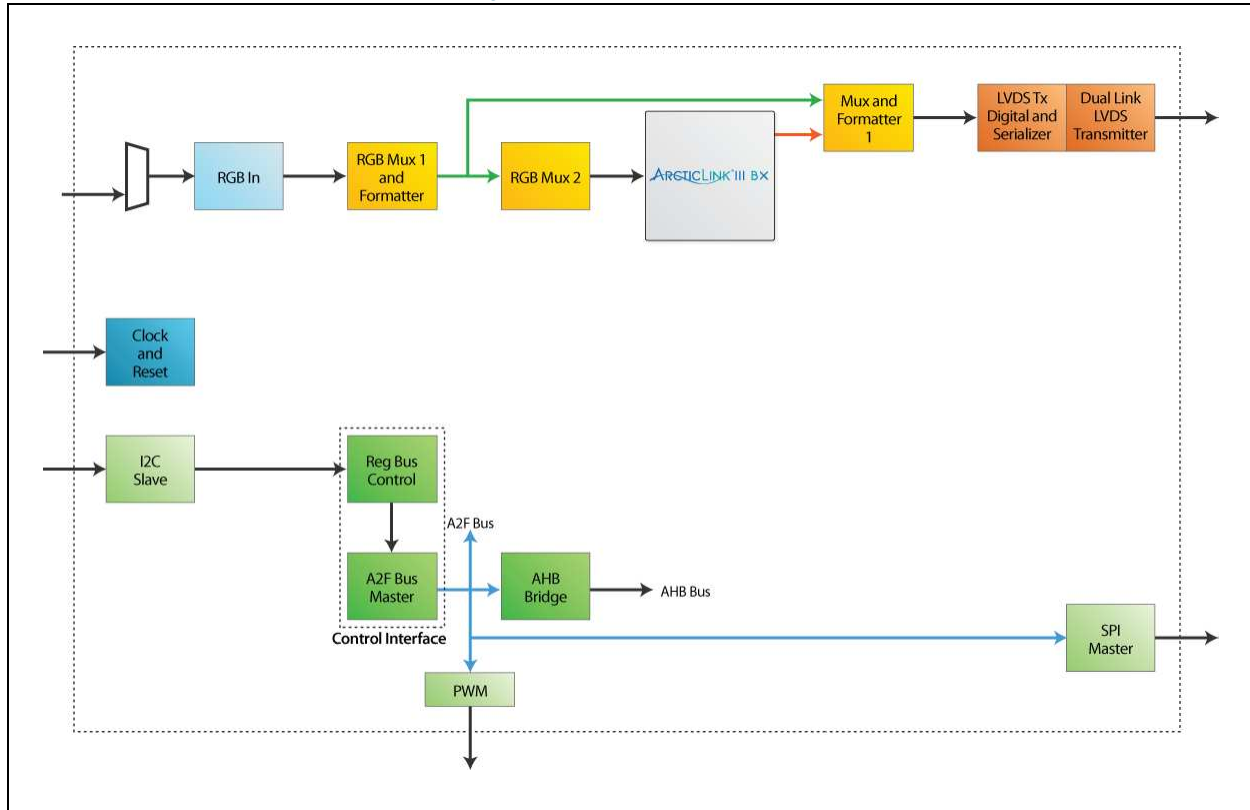 Mux and
Formatter
1
LVDS Tx
Digital and
Serializer
Dual Link
LVDS
Transmitter
RGB In
RGB Mux 1
and
Formatter
RGB Mux 2
ARCTICLINK III BX
Clock
and
Reset
I2C
Slave
Reg Bus
Control
A2F Bus
A2F Bus
Master
AHB
Bridge
AHB Bus
Control Interface
SPI
Master
PWM